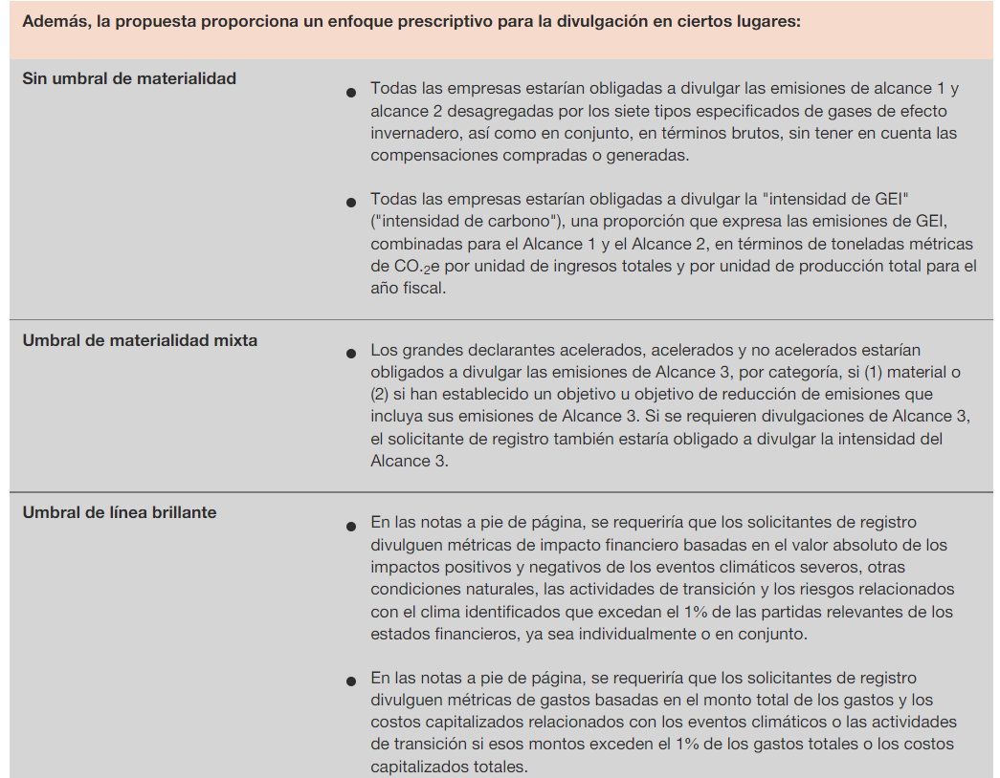 Además, la propuesta proporciona un enfoque prescriptivo para la divulgación en ciertos lugares:
Sin umbral de materialidad
● Todas las empresas estarían obligadas a divulgar las emisiones de alcance 1 y
alcance 2 desagregadas por los siete tipos especificados de gases de efecto
invernadero, así como en conjunto, en términos brutos, sin tener en cuenta las
compensaciones compradas o generadas.
● Todas las empresas estarían obligadas a divulgar la "intensidad de GEI"
("intensidad de carbono"), una proporción que expresa las emisiones de GEI,
combinadas para el Alcance 1 y el Alcance 2, en términos de toneladas métricas
de CO.₂e por unidad de ingresos totales y por unidad de producción total para el
año fiscal.
Umbral de materialidad mixta
● Los grandes declarantes acelerados, acelerados y no acelerados estarían
obligados a divulgar las emisiones de Alcance 3, por categoría, si (1) material o
(2) si han establecido un objetivo u objetivo de reducción de emisiones que
incluya sus emisiones de Alcance 3. Si se requieren divulgaciones de Alcance 3,
el solicitante de registro también estaría obligado a divulgar la intensidad del
Alcance 3.
Umbral de línea brillante
● En las notas a pie de página, se requeriría que los solicitantes de registro
divulguen métricas de impacto financiero basadas en el valor absoluto de los
impactos positivos y negativos de los eventos climáticos severos, otras
condiciones naturales, las actividades de transición y los riesgos relacionados
con el clima identificados que excedan el 1% de las partidas relevantes de los
estados financieros, ya sea individualmente o en conjunto.
● En las notas a pie de página, se requeriría que los solicitantes de registro
divulguen métricas de gastos basadas en el monto total de los gastos y los
costos capitalizados relacionados con los eventos climáticos o las actividades
de transición si esos montos exceden el 1% de los gastos totales o los costos
capitalizados totales.